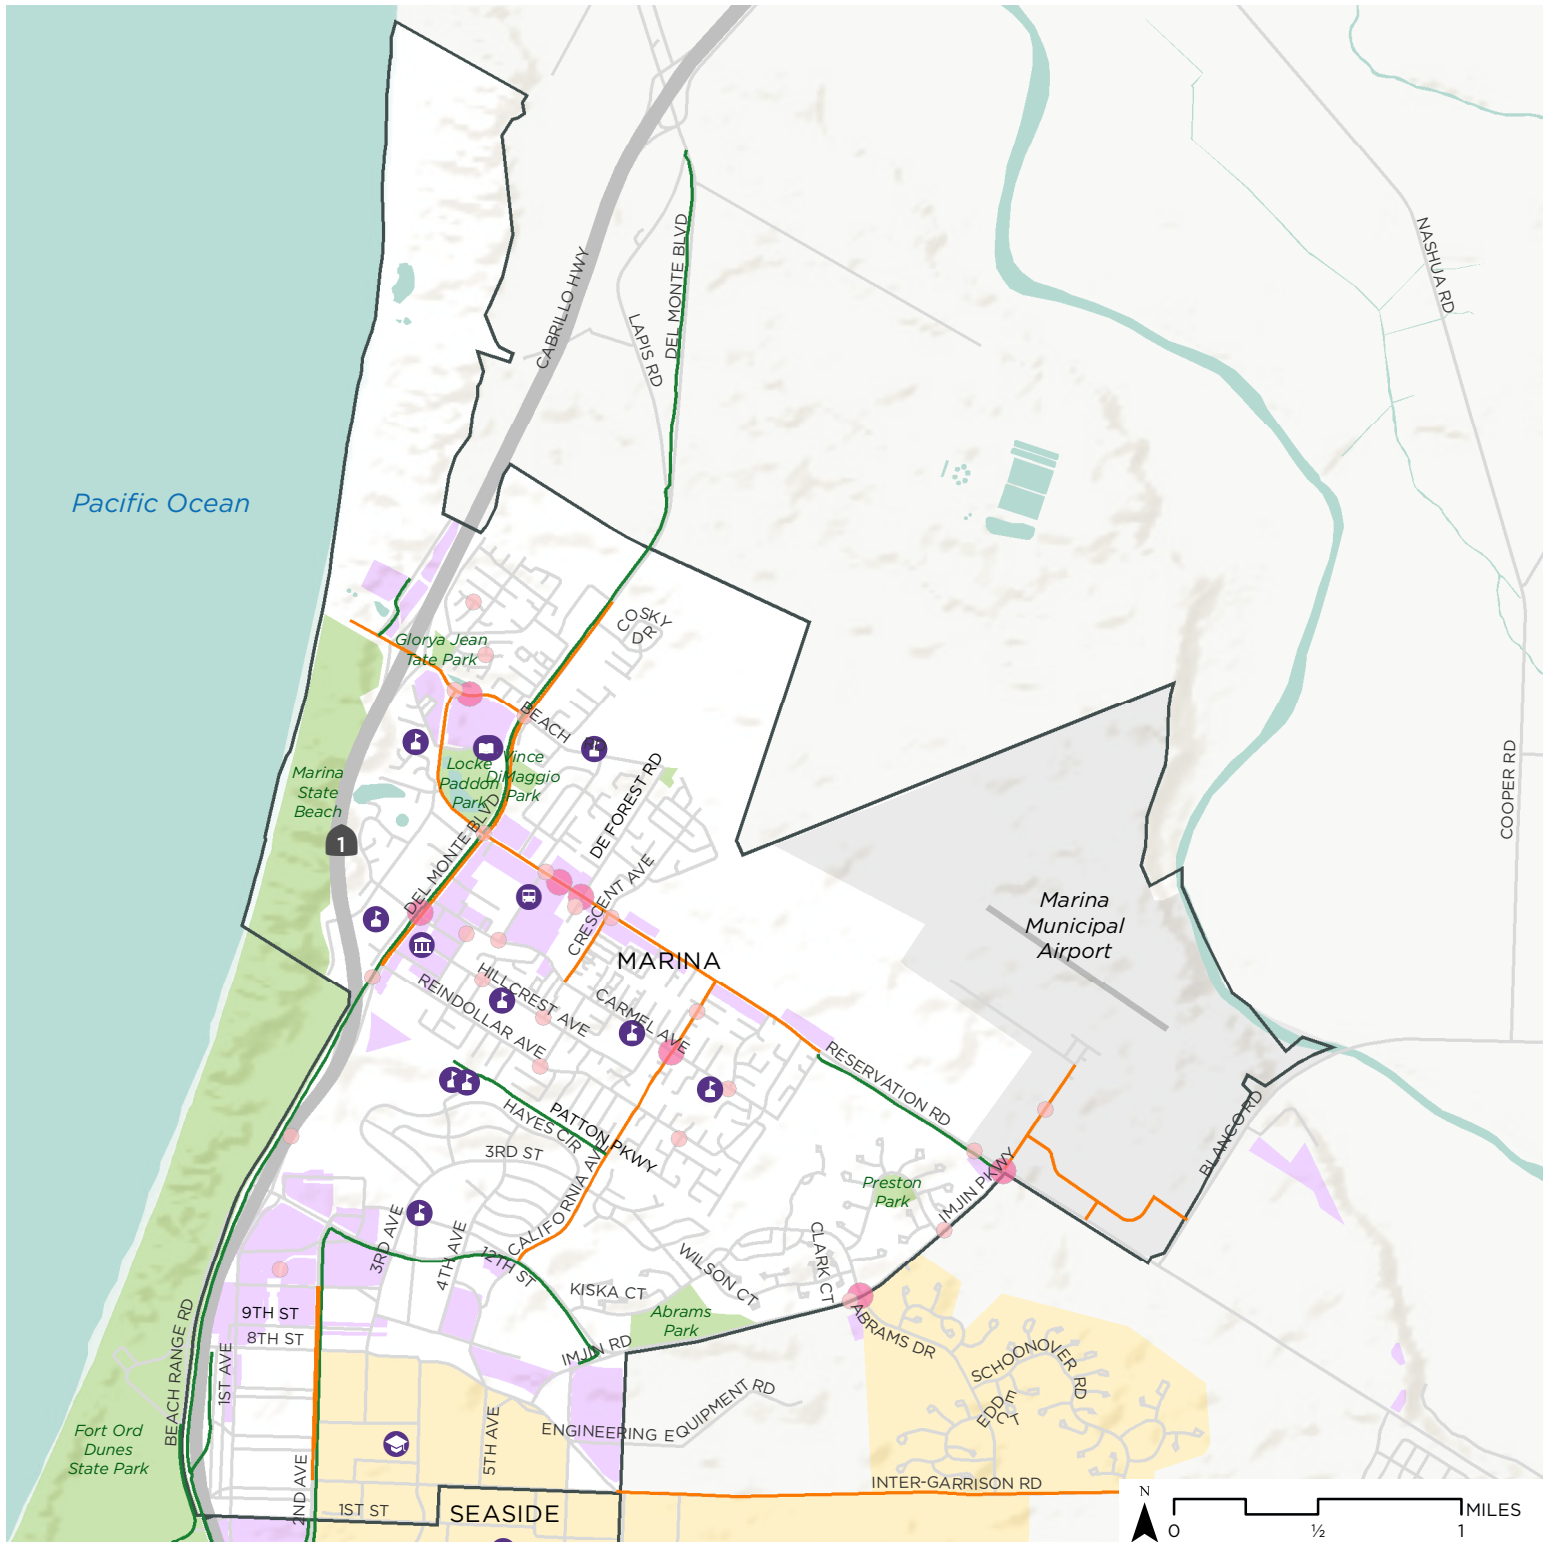 CABRILLO HWY
DEL MONTE BLVD
LAPIS RD
NASHUA RD
Pacific Ocean
COSKY
DR
Glorya Jean
Tate Park
BEACH
Vince
DiMaggio
Park
Locke
Paddon
Park
DE FOREST RD
Marina
State
Beach
COOPER RD
1
DEL MONTE BLVD
CRESCENT AVE
Marina
Municipal
Airport
MARINA
HILLCREST AVE
REINDOLLAR AVE
CARMEL AVE
RESERVATION RD
BLANCO RD
PATTON PKWY
HAYES CIR
3RD ST
CALIFORNIA AVE
Preston
Park
IMJIN PKWY
3RD AVE
4TH AVE
12TH ST
WILSON CT
CLARK CT
KISKA CT
Abrams
Park
9TH ST
8TH ST
IMJIN RD
ABRAMS DR
BEACH RANGE RD
1ST AVE
SCHOONOVER RD
EDDE
CT
EQUIPMENT RD
ENGINEERING
Fort Ord
Dunes
State Park
5TH AVE
2ND AVE
INTER-GARRISON RD
1ST ST
SEASIDE
N
MILES
0
½
1